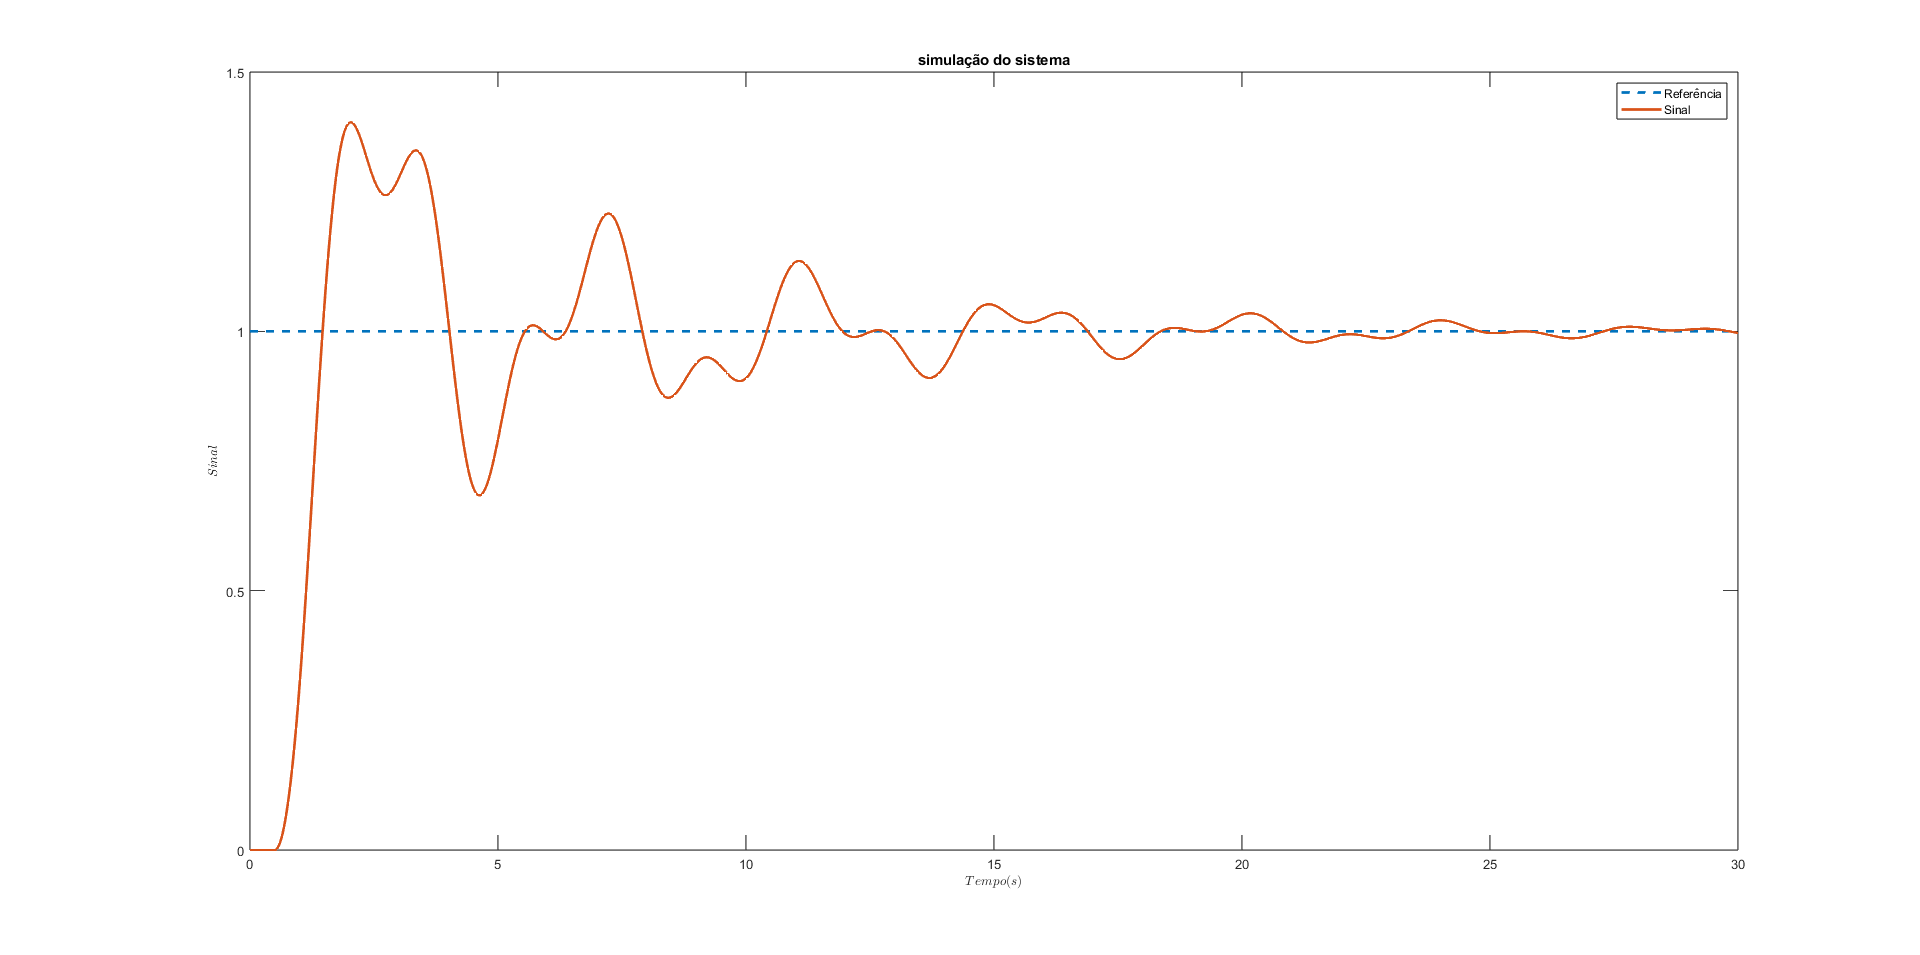 simulação do sistema
Referência
Sinal
1.5
1
0.5
0
Sinal
0 5 10 15 20 25 30
Tempo(s)